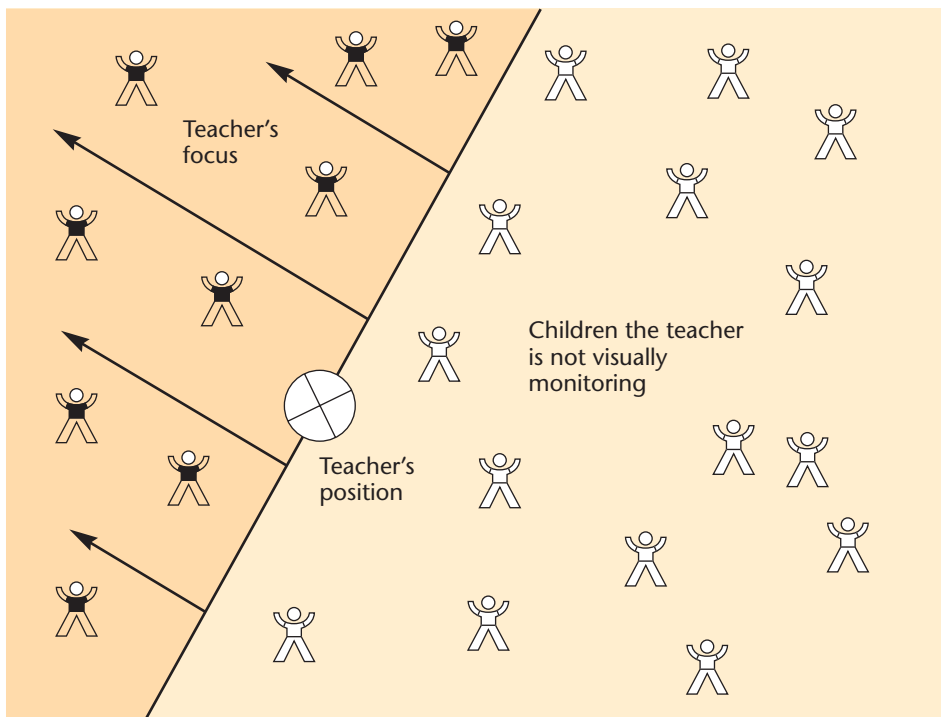 Teacher’s
focus
Children the teacher
is not visually
monitoring
Teacher’s
position